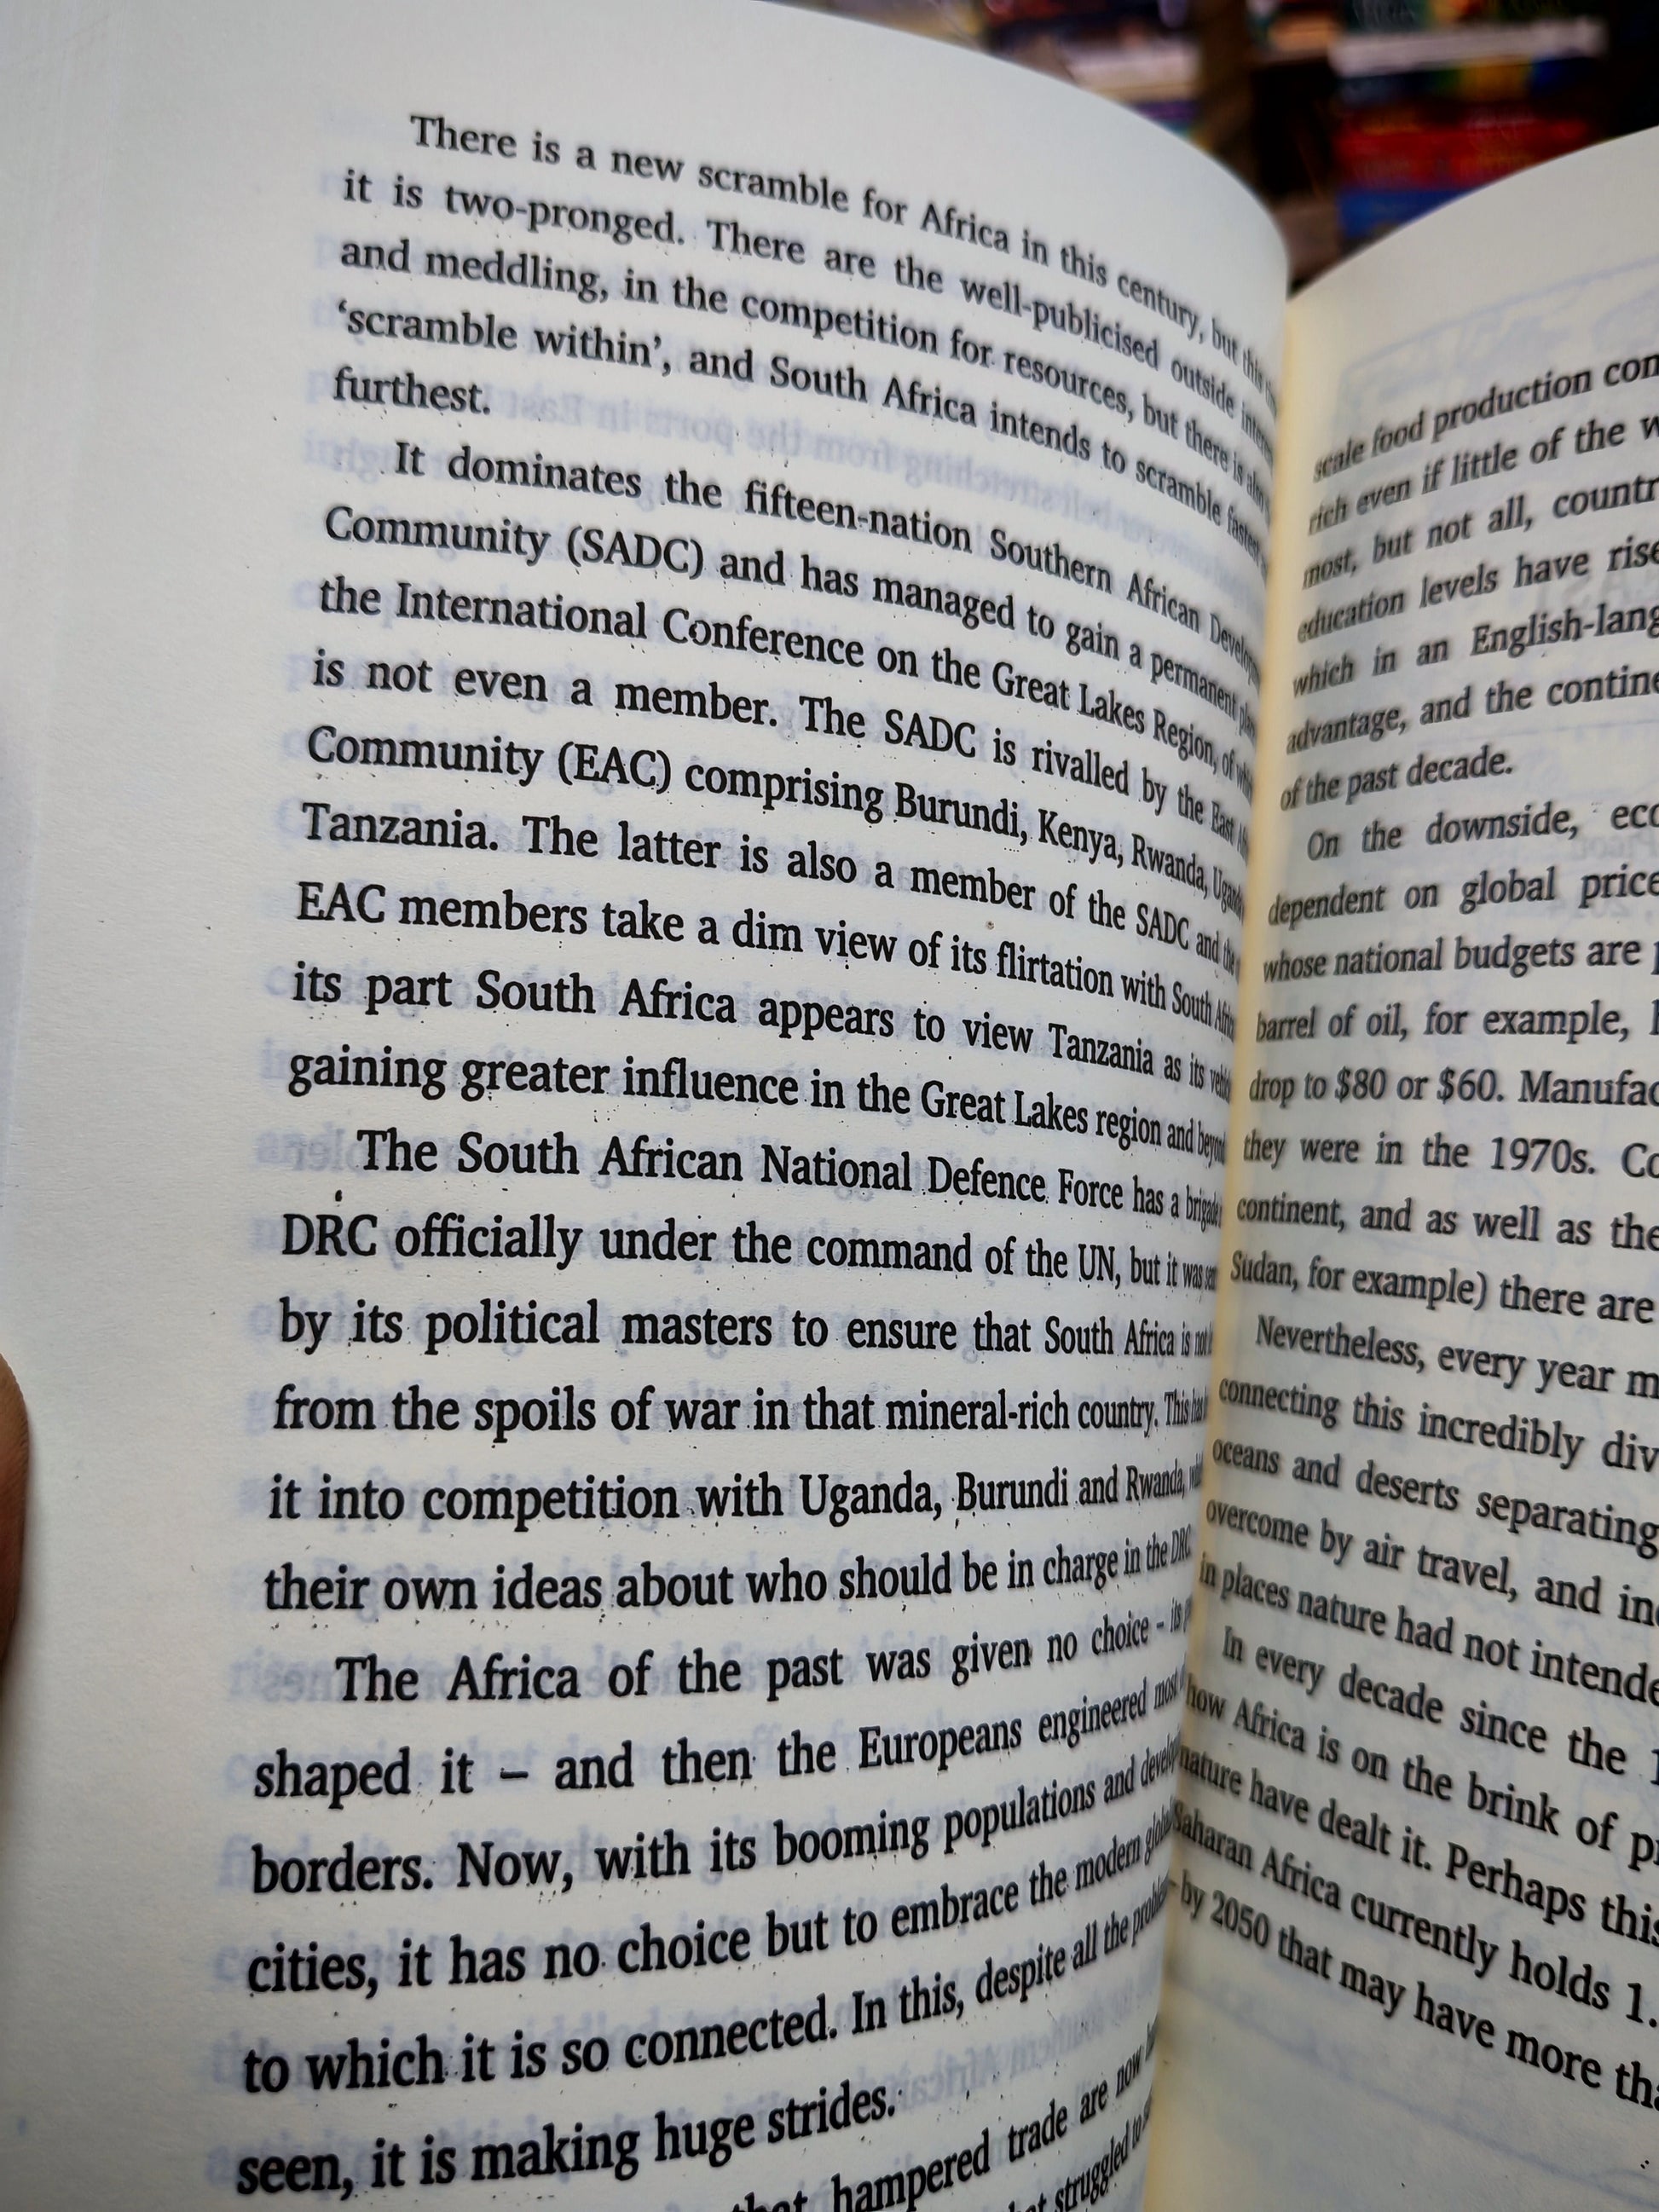 There is a new scramble for Africa in this century, but this
it is two-pronged. There are the well-publicised outside
and meddling, in the competition for resources, but there is also
‘scramble within’, and South Africa intends to scramble fastest
furthest.
It dominates the fifteen-nation Southern African
Community (SADC) and has managed to gain a permanent
the International Conference on the Great Lakes Region, of
is not even a member. The SADC is rivalled by the East
Community (EAC) comprising Burundi, Kenya, Rwanda,
Tanzania. The latter is also a member of the SADC and the
EAC members take a dim view of its flirtation with South
its part South Africa appears to view Tanzania as its
gaining greater influence in the Great Lakes region and
The South African National Defence Force has a
DRC officially under the command of the UN, but it was
by its political masters to ensure that South Africa is not
from the spoils of war in that mineral-rich country. This
it into competition with Uganda, Burundi and Rwanda,
their own ideas about who should be in charge in the DRC.
The Africa of the past was given no choice – its
shaped it – and then the Europeans engineered most
borders. Now, with its booming populations and
cities, it has no choice but to embrace the modern
to which it is so connected. In this, despite all the
seen, it is making huge strides.
hampered trade are now
struggled to
scale food production
rich even if little of the
most, but not all,
education levels have
which in an
advantage, and the
of the past decade.
On the downside,
dependent on global
whose national budgets are
barrel of oil, for example,
drop to $80 or $60.
they were in the 1970s.
continent, and as well as
Sudan, for example) there are
Nevertheless, every year
connecting this incredibly
oceans and deserts separating
overcome by air travel, and
in places nature had not
In every decade since the
how Africa is on the brink of
nature have dealt it. Perhaps
Saharan Africa currently holds
– by 2050 that may have more